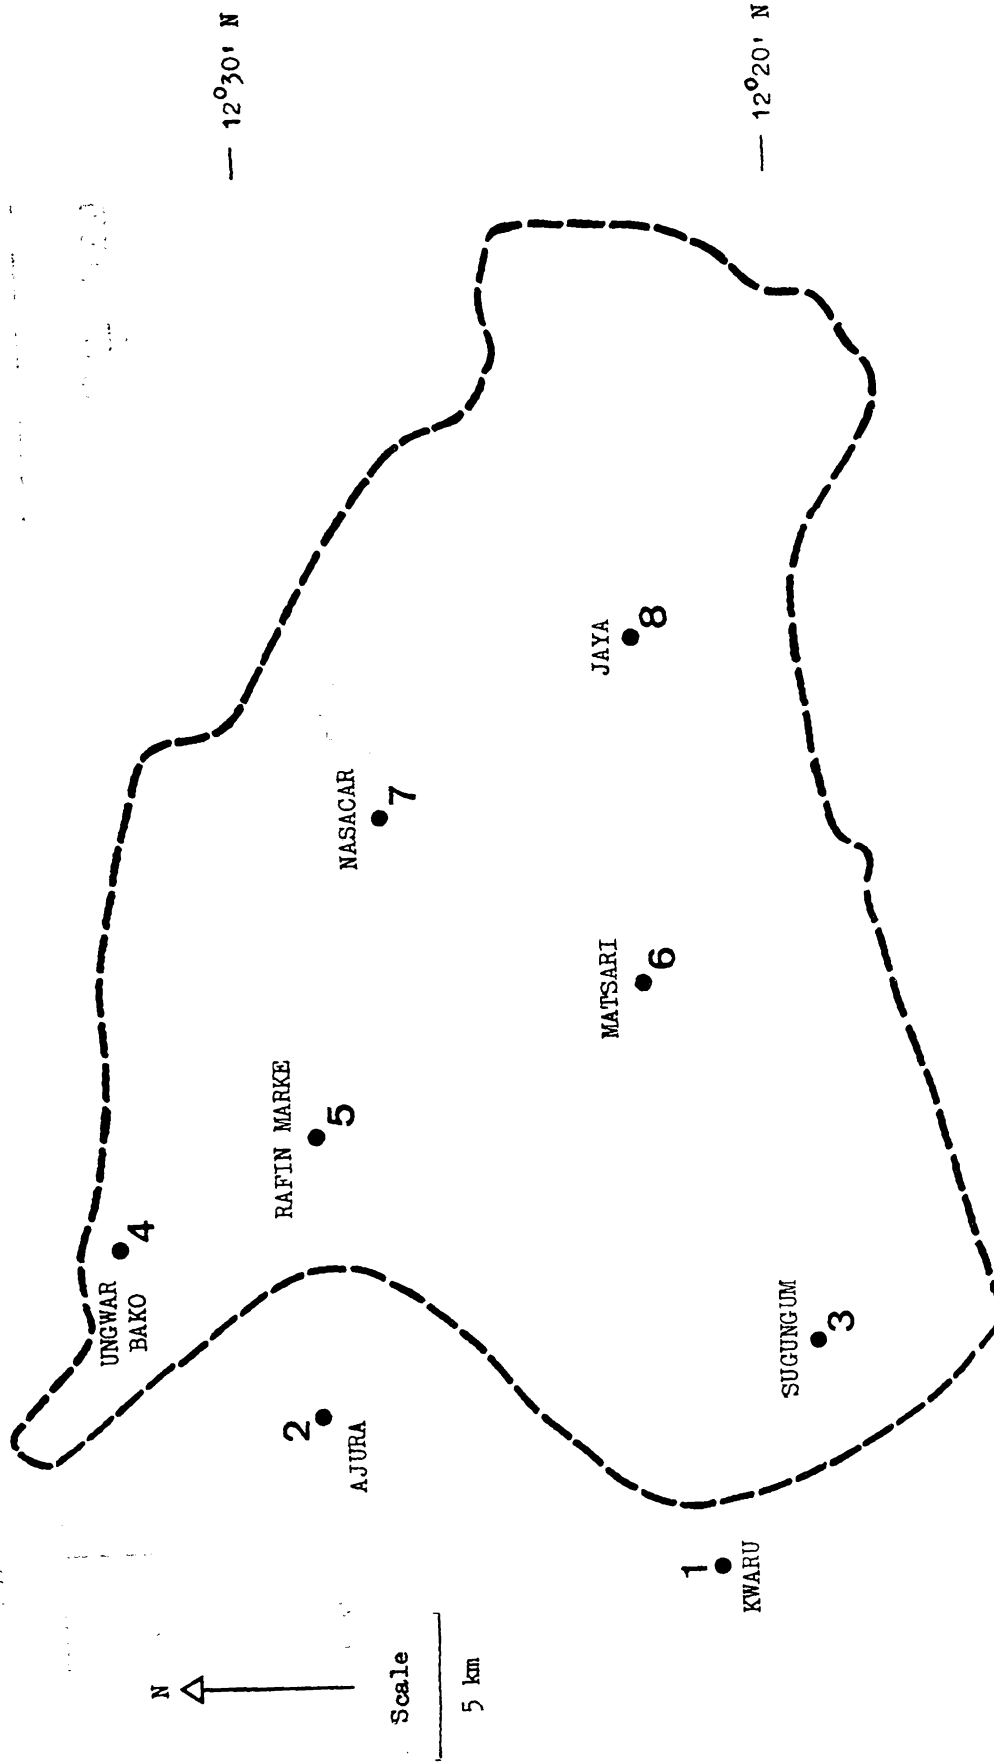 12°30' N
12°20' N
UNGWAR
BAKO
4
RAFIN MARKE
5
NASACAR
7
JAYA
8
MATSARI
6
2
AJURA
SUGUNGUM
3
1
KWARU
N
Scale
5 km